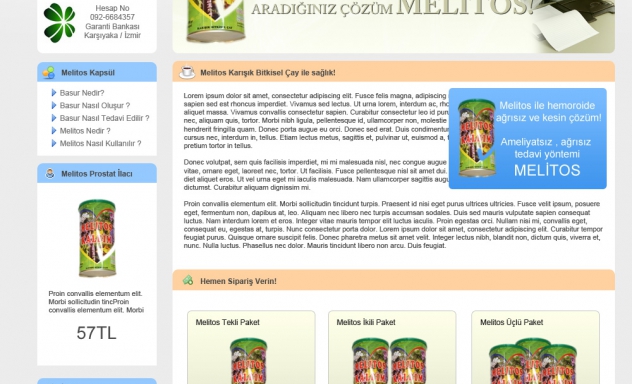 Hesap No
092-6684357
Garanti Bankası
Karşıyaka / İzmir
ARADIĞINIZ ÇÖZÜM MELITOS!
Melitos Kapsül
Basur Nedir?
Basur Nasıl Oluşur ?
Basur Nasıl Tedavi Edilir ?
Melitos Nedir ?
Melitos Nasıl Kullanılır ?
Melitos Prostat İlacı
Proin convallis elementum elit.
Morbi sollicitudin tincProin
convallis elementum elit. Morbi
57TL
Melitos Karışık Bitkisel Çay ile sağlık!
Lorem ipsum dolor sit amet, consectetur adipiscing elit. Fusce felis magna, adipiscing
sapien sed est rhoncus imperdiet. Vivamus sed lectus. Ut urna lorem, interdum ac, rho
aliquet massa. Vivamus convallis consectetur sapien. Curabitur consectetur leo id puru
nec, aliquam quis, tortor. Morbi nibh ligula, pellentesque id, ullamcorper non, molestie
hendrerit fringilla quam. Donec porta augue eu orci. Donec sed erat. Duis condimentum
cursus nec, interdum in, tellus. Etiam lectus metus, sagittis et, pulvinar ut, euismod a, t
pretium tortor in tellus.
Donec volutpat, sem quis facilisis imperdiet, mi mi malesuada nisl, nec congue augue
vitae, ornare eget, laoreet nec, tortor. Ut facilisis. Fusce pellentesque nisl sit amet dui.
diet aliquet eros. Ut vel urna eget mi iaculis malesuada. Nam ullamcorper sagittis augu
dictumst. Curabitur aliquam dignissim mi.
Proin convallis elementum elit. Morbi sollicitudin tincidunt turpis. Praesent id nisi eget purus ultrices ultricies. Fusce velit ipsum, posuere
eget, fermentum non, dapibus at, leo. Aliquam nec libero nec turpis accumsan sodales. Duis sed mauris vulputate sapien consequat
luctus. Nam interdum lorem et eros. Integer vitae mauris tempor elit luctus iaculis. Proin egestas orci. Nullam nisi mi, convallis eget,
consequat eu, egestas at, turpis. Nunc consectetur porta dolor. Lorem ipsum dolor sit amet, consectetur adipiscing elit. Curabitur tempor
feugiat purus. Quisque ornare suscipit felis. Donec pharetra metus sit amet velit. Integer lectus nibh, blandit non, dictum quis, viverra et,
nunc. Nulla luctus. Phasellus nec dolor. Mauris tincidunt libero non arcu. Duis feugiat.
Melitos ile hemoroide
ağrısız ve kesin çözüm!
Ameliyatsız , ağrısız
tedavi yöntemi
MELİTOS
Hemen Sipariş Verin!
Melitos Tekli Paket
Melitos İkili Paket
Melitos Üçlü Paket